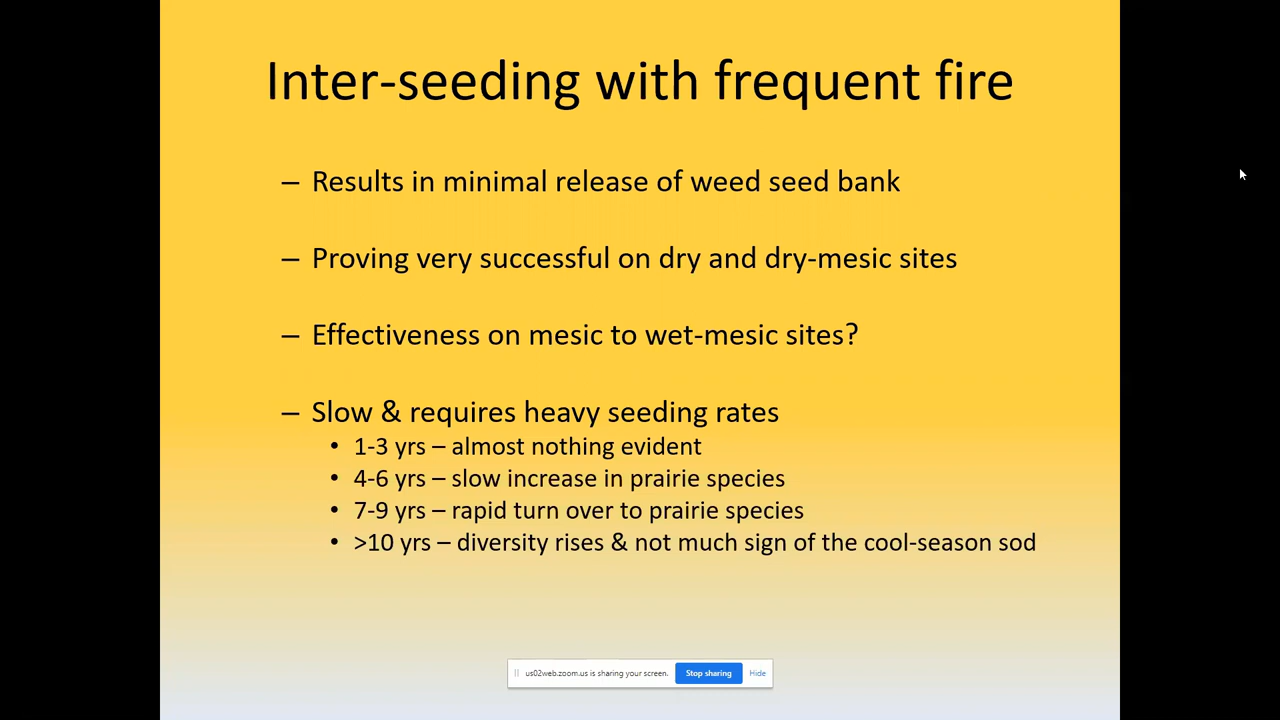 Inter-seeding with frequent fire
– Results in minimal release of weed seed bank
– Proving very successful on dry and dry-mesic sites
– Effectiveness on mesic to wet-mesic sites?
– Slow & requires heavy seeding rates
• 1-3 yrs – almost nothing evident
• 4-6 yrs – slow increase in prairie species
• 7-9 yrs – rapid turn over to prairie species
• >10 yrs – diversity rises & not much sign of the cool-season sod
us02web.zoom.us is sharing your screen. Stop sharing Hide